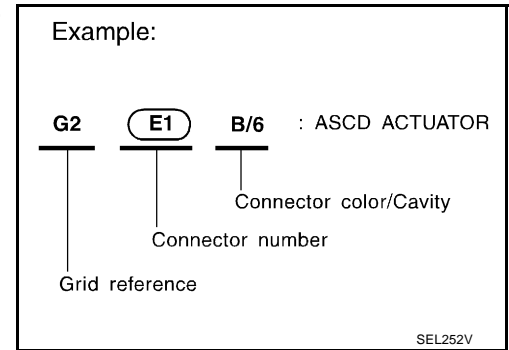 Example:
G2 E1 B/6 : ASCD ACTUATOR
Connector color/Cavity
Connector number
Grid reference
SEL252V